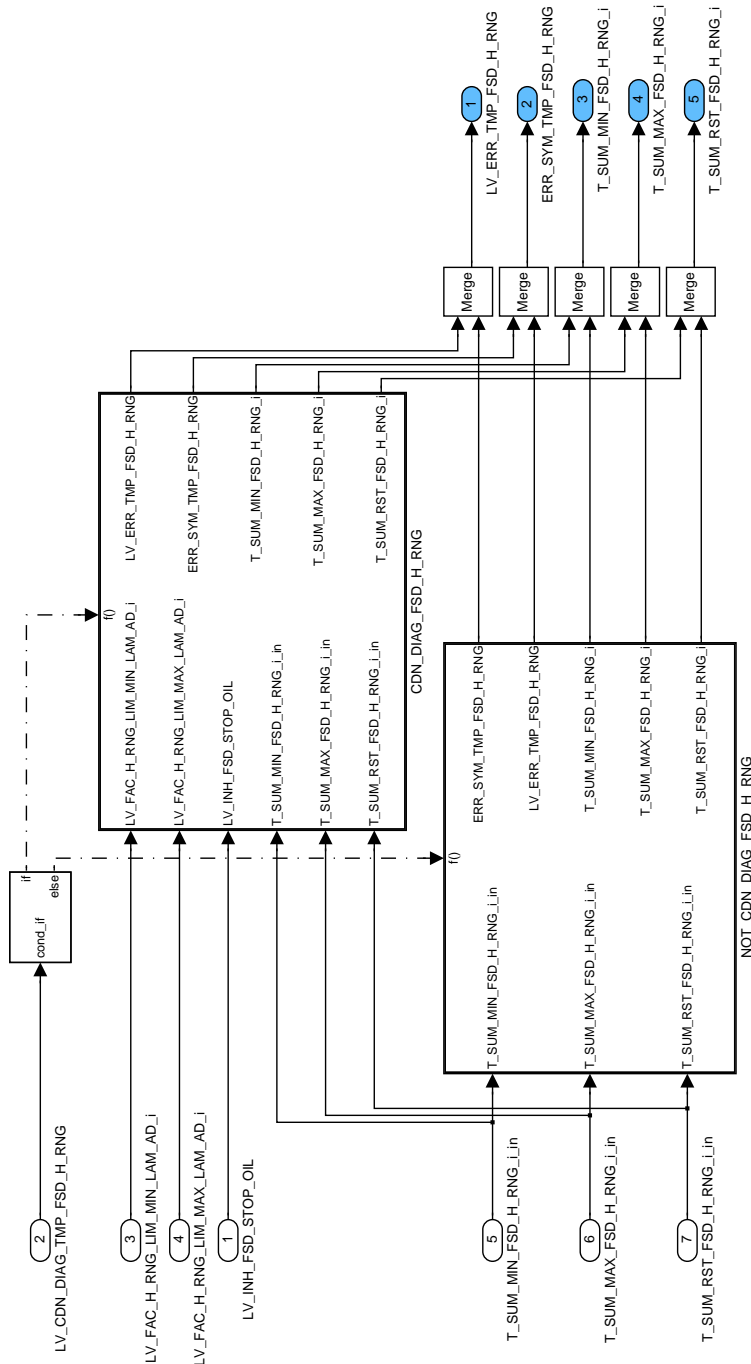 2
LV_CDN_DIAG_TMP_FSD_H_RNG
3
LV_FAC_H_RNG_LIM_MIN_LAM_AD_i
4
LV_FAC_H_RNG_LIM_MAX_LAM_AD_i
1
LV_INH_FSD_STOP_OIL
5
T_SUM_MIN_FSD_H_RNG_i_in
6
T_SUM_MAX_FSD_H_RNG_i_in
7
T_SUM_RST_FSD_H_RNG_i_in
cond_if
if
else
f()
LV_FAC_H_RNG_LIM_MIN_LAM_AD_i
LV_FAC_H_RNG_LIM_MAX_LAM_AD_i
LV_INH_FSD_STOP_OIL
T_SUM_MIN_FSD_H_RNG_i_in
T_SUM_MAX_FSD_H_RNG_i_in
T_SUM_RST_FSD_H_RNG_i_in
LV_ERR_TMP_FSD_H_RNG
ERR_SYM_TMP_FSD_H_RNG
T_SUM_MIN_FSD_H_RNG_i
T_SUM_MAX_FSD_H_RNG_i
T_SUM_RST_FSD_H_RNG_i
CDN_DIAG_FSD_H_RNG
f()
T_SUM_MIN_FSD_H_RNG_i_in
T_SUM_MAX_FSD_H_RNG_i_in
T_SUM_RST_FSD_H_RNG_i_in
ERR_SYM_TMP_FSD_H_RNG
LV_ERR_TMP_FSD_H_RNG
T_SUM_MIN_FSD_H_RNG_i
T_SUM_MAX_FSD_H_RNG_i
T_SUM_RST_FSD_H_RNG_i
NOT_CDN_DIAG_FSD_H_RNG
Merge
Merge
Merge
Merge
Merge
1
LV_ERR_TMP_FSD_H_RNG
2
ERR_SYM_TMP_FSD_H_RNG
3
T_SUM_MIN_FSD_H_RNG_i
4
T_SUM_MAX_FSD_H_RNG_i
5
T_SUM_RST_FSD_H_RNG_i